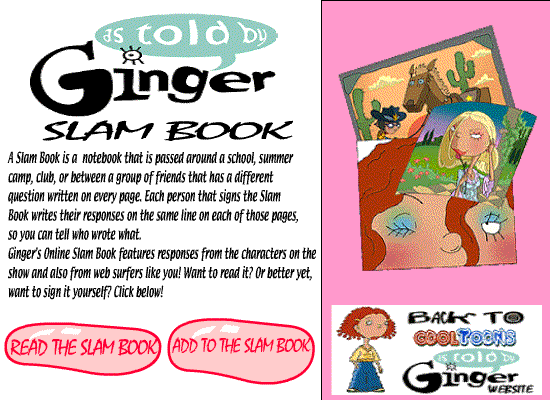 as told by
Ginger
SLAM BOOK
A Slam Book is a notebook that is passed around a school, summer
camp, club, or between a group of friends that has a different
question written on every page. Each person that signs the Slam
Book writes their responses on the same line on each of those pages,
so you can tell who wrote what.
Ginger's Online Slam Book features responses from the characters on the
show and also from web surfers like you! Want to read it? Or better yet,
want to sign it yourself? Click below!
READ THE SLAM BOOK
ADD TO THE SLAM BOOK
BACK TO
COOLTOONS
as told by
Ginger
WEBSITE